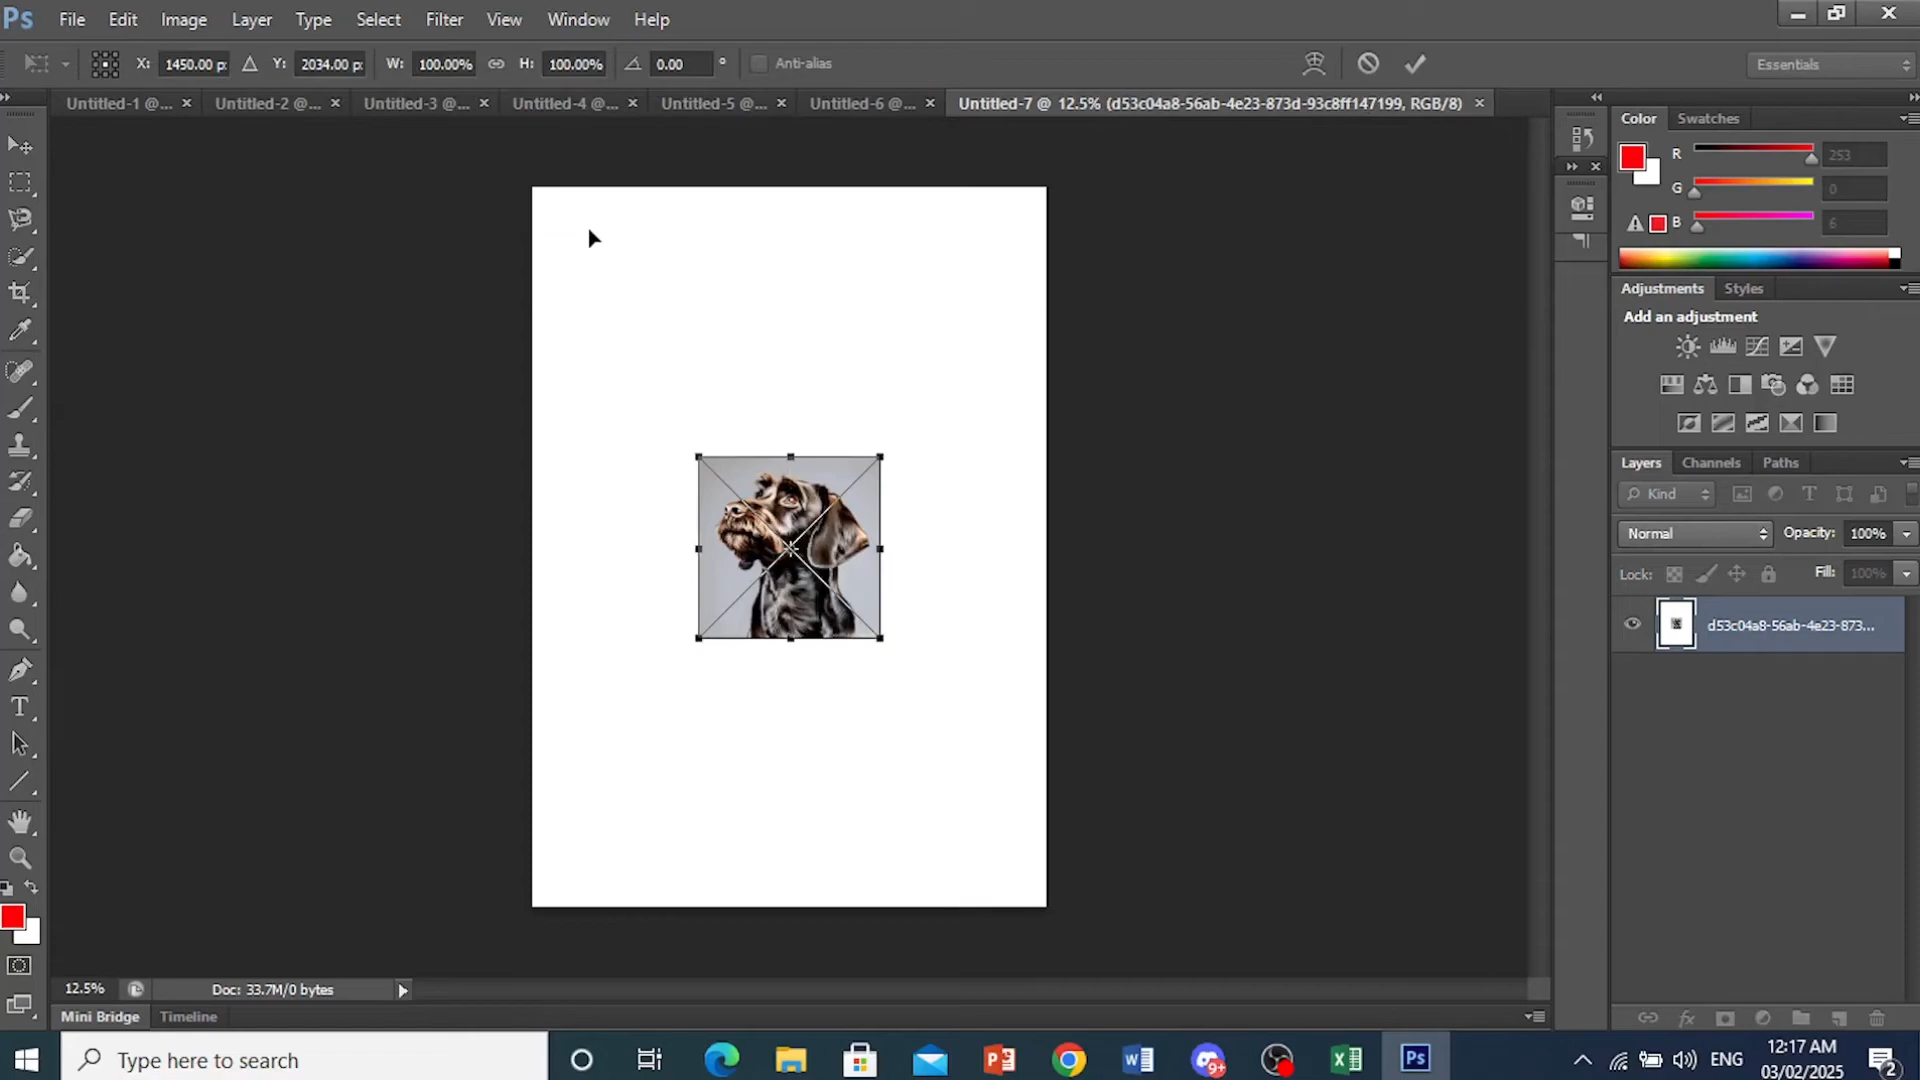 Ps File Edit Image Layer Type Select Filter View Window Help
X: 1450.00 p Y: 2034.00 p W: 100.00% H: 100.00% 0.00 ° Anti-alias Essentials
Untitled-1 @... × Untitled-2 @... × Untitled-3 @... × Untitled-4 @... × Untitled-5 @... × Untitled-6 @... × Untitled-7 @ 12.5% (d53c04a8-56ab-4e23-873d-93c8ff147199, RGB/8) ×
Color Swatches
R 253
G 0
B 6
Adjustments Styles
Add an adjustment
Layers Channels Paths
Kind
Normal Opacity: 100%
Lock: Fill: 100%
d53c04a8-56ab-4e23-873...
12.5% Doc: 33.7M/0 bytes
Mini Bridge Timeline
Type here to search
9+
Ps
ENG
12:17 AM
03/02/2025
2